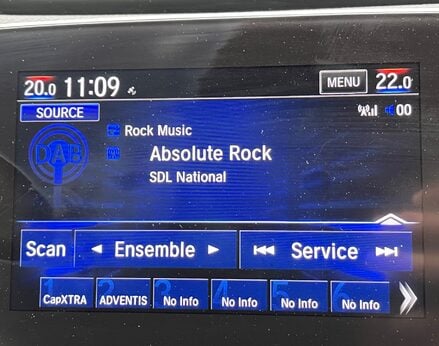 20.0 11:09 MENU 22.0
SOURCE 00
DAB Rock Music
Absolute Rock
SDL National
Scan Ensemble Service
1 CapXTRA 2 ADVENTIS 3 No Info 4 No Info 5 No Info 6 No Info